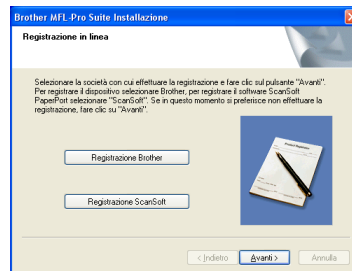 Brother MFL-Pro Suite Installazione
Registrazione in linea
Selezionare la società con cui effettuare la registrazione e fare clic sul pulsante "Avanti".
Per registrare il dispositivo selezionare Brother, per registrare il software ScanSoft
PaperPort selezionare "ScanSoft". Se in questo momento si preferisce non effettuare la
registrazione, fare clic su "Avanti".
Registrazione Brother
Registrazione ScanSoft
< Indietro Avanti > Annulla